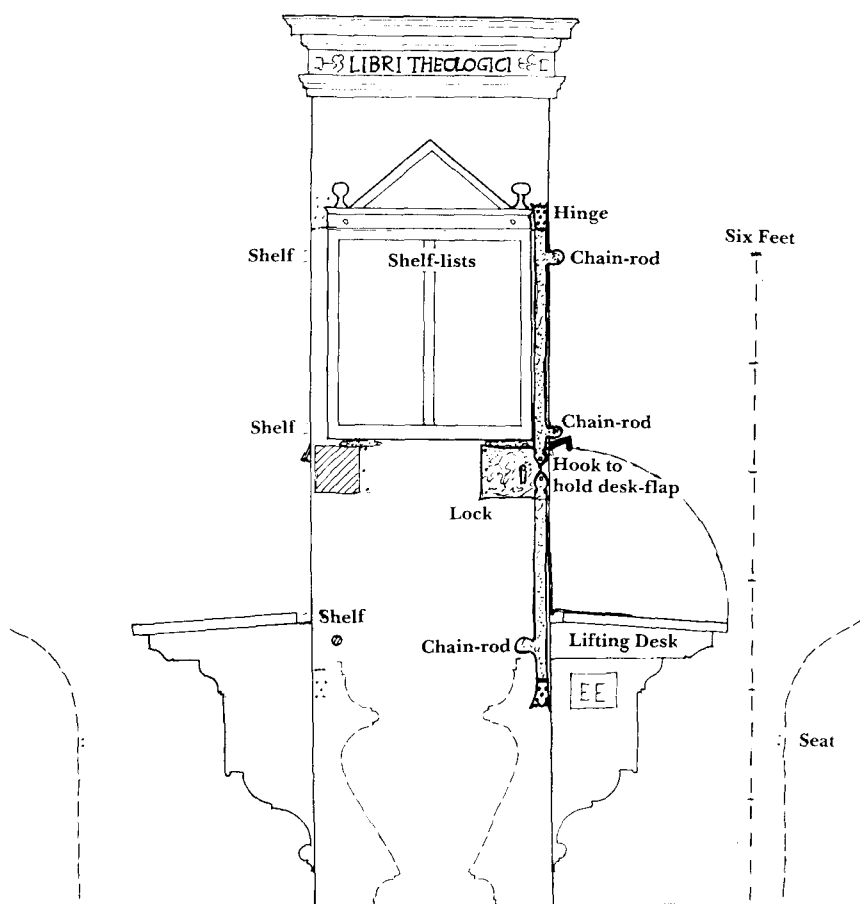 LIBRI THEOLOGICI
Hinge
Six Feet
Shelf
Shelf-lists
Chain-rod
Shelf
Chain-rod
Hook to
hold desk-flap
Lock
Shelf
Chain-rod
Lifting Desk
EE
Seat